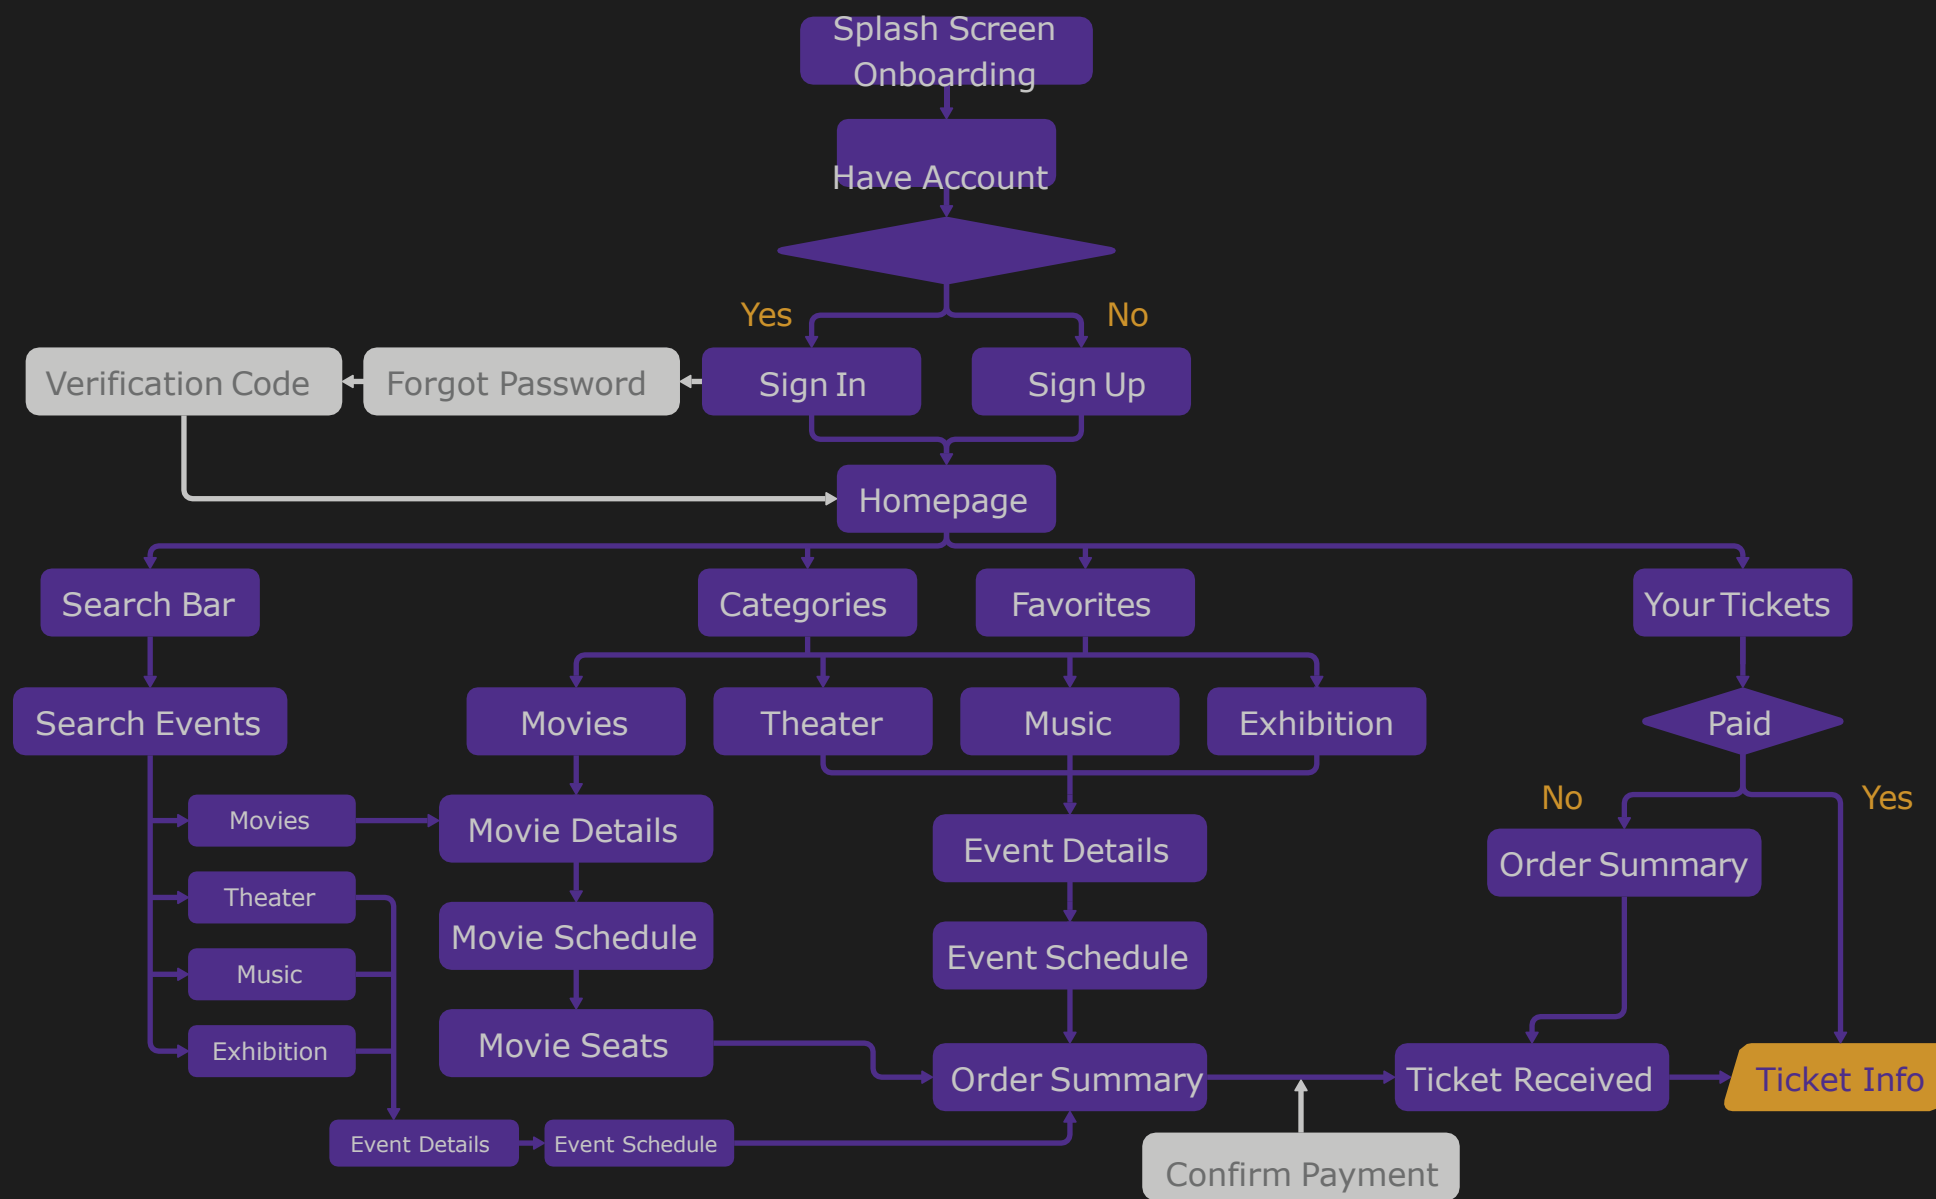 Splash Screen
Onboarding
Have Account
Yes
No
Verification Code
Forgot Password
Sign In
Sign Up
Homepage
Search Bar
Categories
Favorites
Your Tickets
Search Events
Movies
Theater
Music
Exhibition
Paid
No
Yes
Movies
Movie Details
Event Details
Order Summary
Theater
Movie Schedule
Event Schedule
Music
Exhibition
Movie Seats
Order Summary
Ticket Received
Ticket Info
Event Details
Event Schedule
Confirm Payment